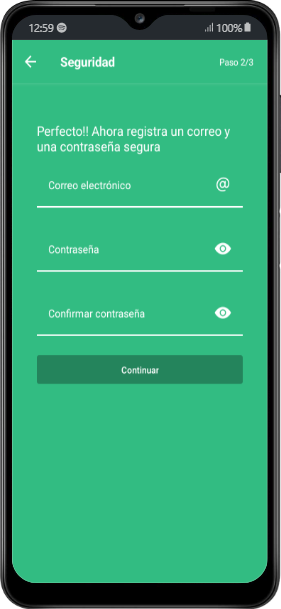 12:59 100%
Seguridad Paso 2/3
Perfecto!! Ahora registra un correo y
una contraseña segura
Correo electrónico @
Contraseña
Confirmar contraseña
Continuar